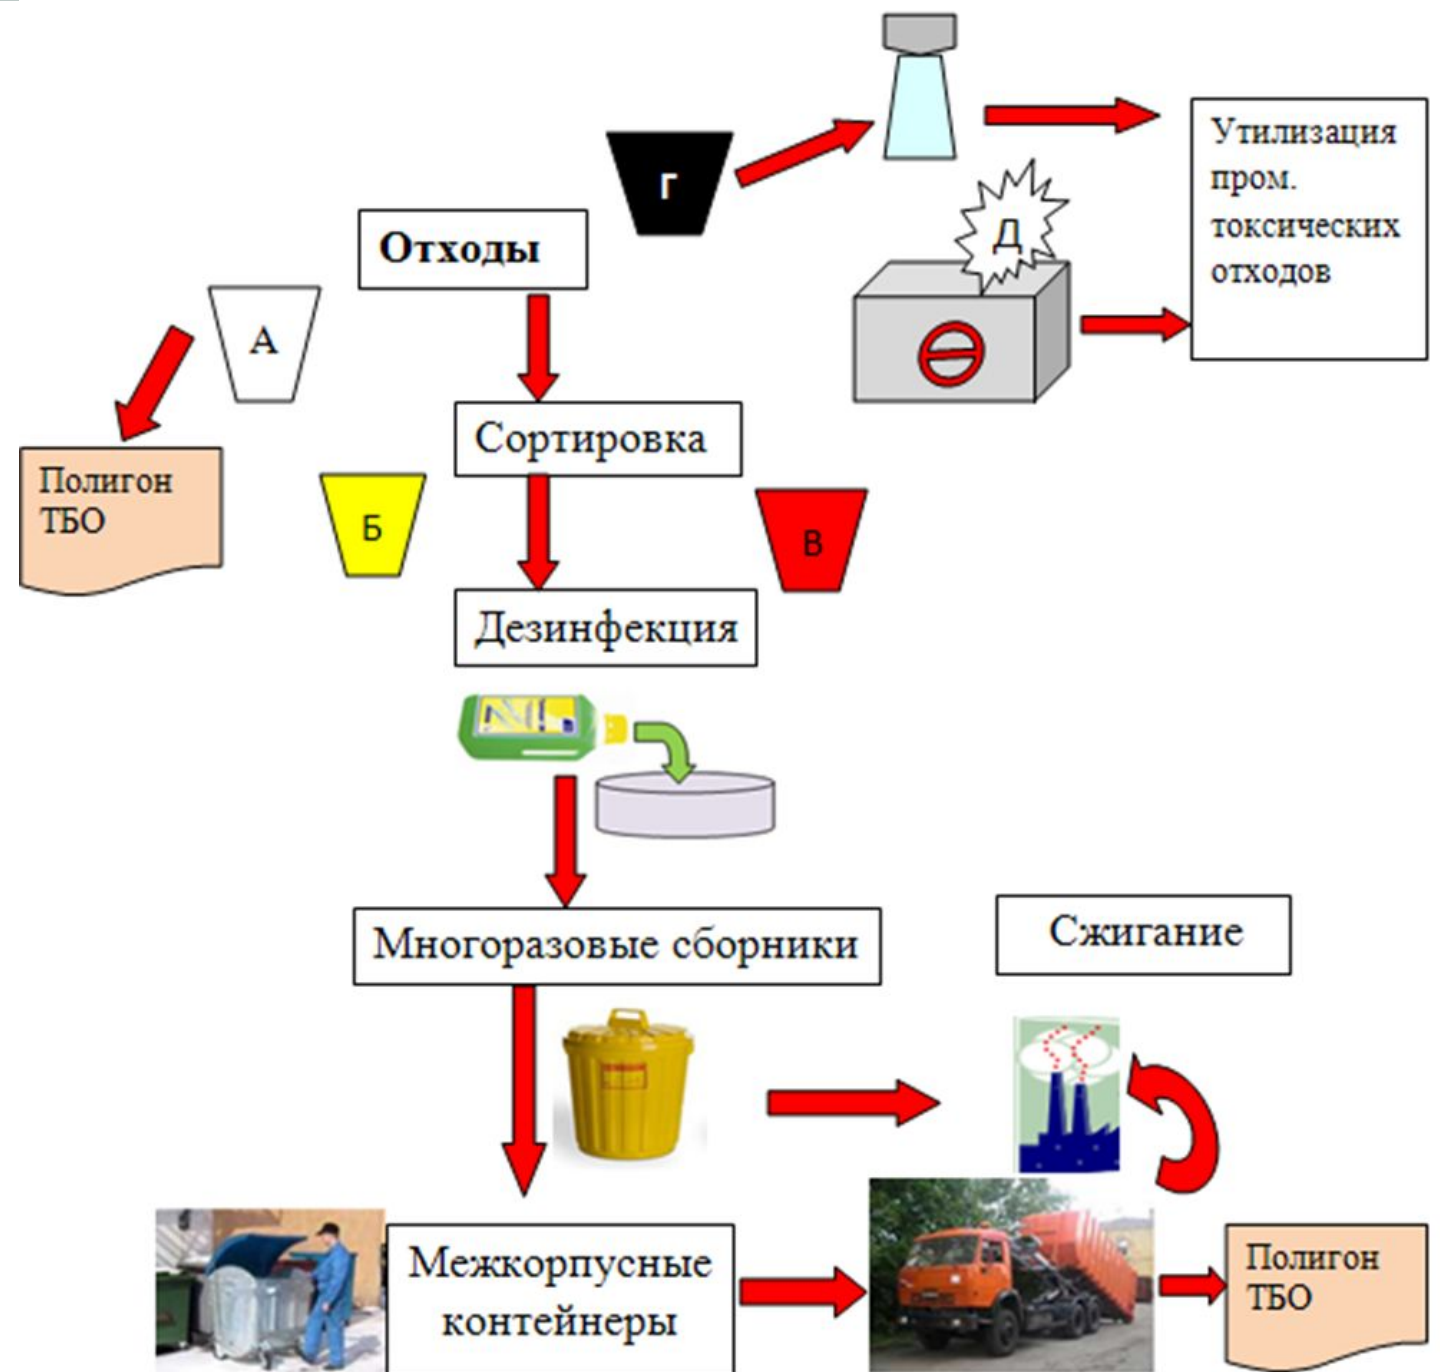 Г
Утилизация
пром.
токсических
отходов
Д
Отходы
А
Сортировка
Полигон
ТБО
Б
В
Дезинфекция
Многоразовые сборники
Сжигание
Межкорпусные
контейнеры
Полигон
ТБО